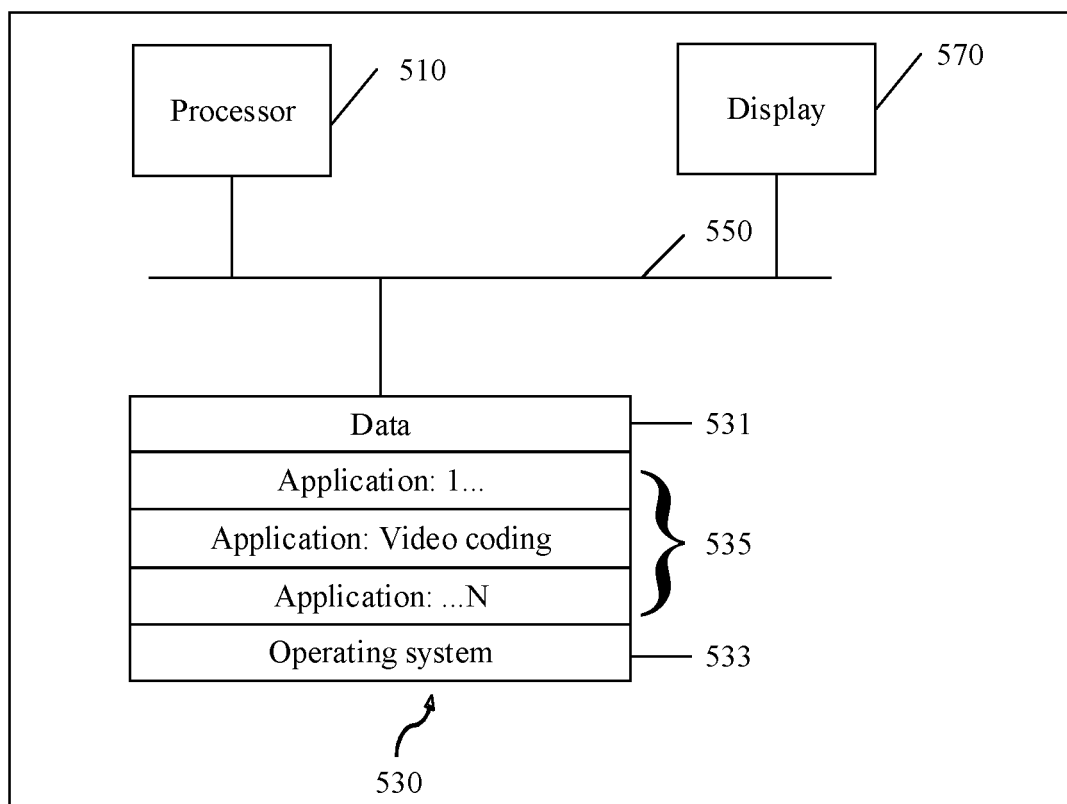 Processor
510
Display
570
550
Data
531
Application: 1...
Application: Video coding
535
Application: ...N
Operating system
533
530